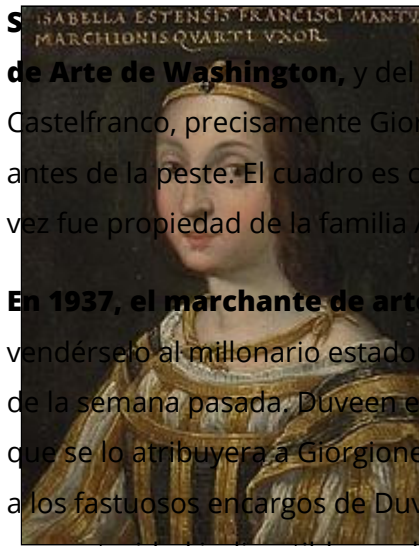 ISABELLA ESTENSIS FRANCISCI MANT
MARCHIONIS QVARTI VXOR
S
de Arte de Washington, y del
Castelfranco, precisamente Gior
antes de la peste. El cuadro es d
vez fue propiedad de la familia A
En 1937, el marchante de arte
vendérselo al millonario estado
de la semana pasada. Duveen e
que se lo atribuyera a Giorgione
a los fastuosos encargos de Duv